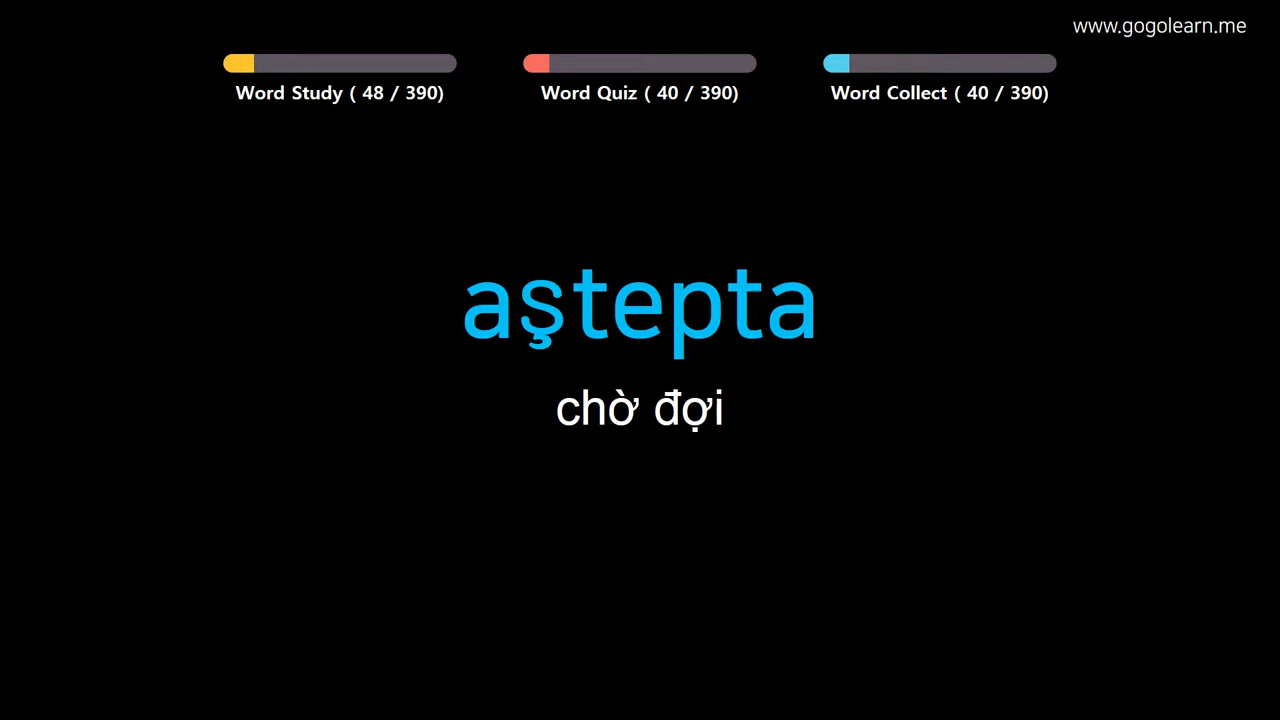 www.gogolearn.me
Word Study ( 48 / 390)
Word Quiz ( 40 / 390)
Word Collect ( 40 / 390)
aştepta
chờ đợi